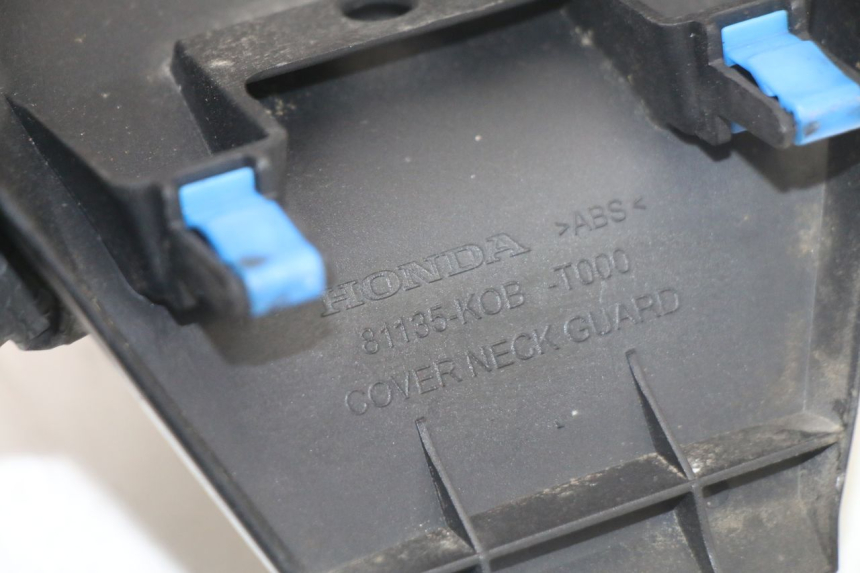 HONDA >ABS<
81135-K0B -T000
COVER NECK GUARD